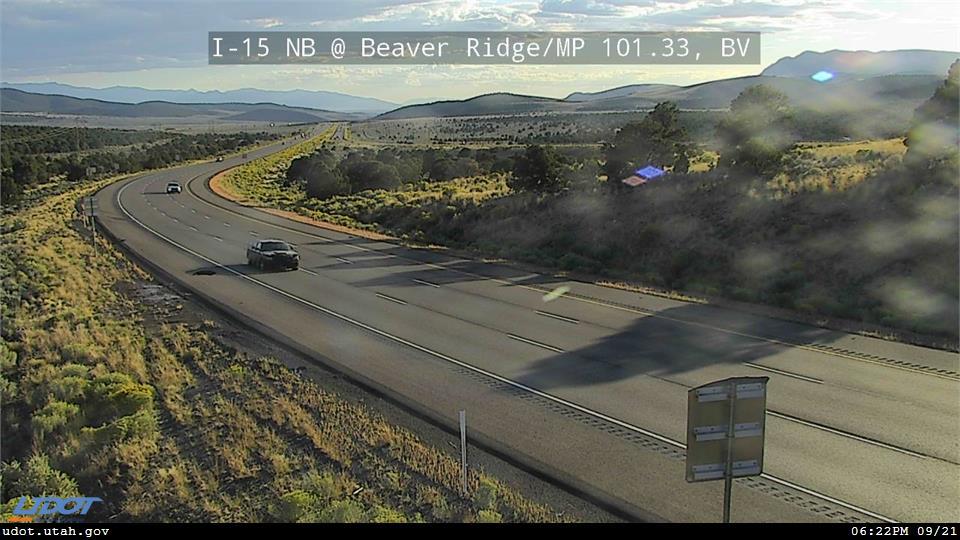 I-15 NB @ Beaver Ridge/MP 101.33, BV
UDOT
udot.utah.gov 06:22PM 09/21